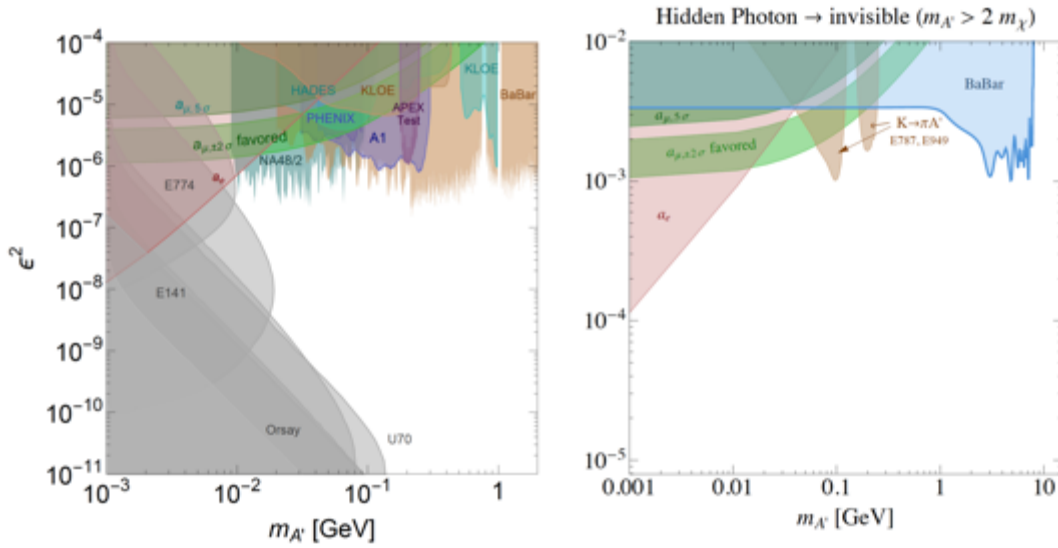 Hidden Photon → invisible (m_A' > 2 m_χ)
10^-4
10^-5
10^-6
10^-7
10^-8
10^-9
10^-10
10^-11
ϵ^2
a_μ,5σ
a_μ,±2σ favored
a_e
HADES
KLOE
KLOE
BaBar
PHENIX
APEX
Test
A1
NA48/2
E774
E141
Orsay
U70
10^-3
10^-2
10^-1
1
m_A' [GeV]
10^-2
10^-3
10^-4
10^-5
a_μ,5σ
a_μ,±2σ favored
a_e
K→πA'
E787, E949
BaBar
0.001
0.01
0.1
1
10
m_A' [GeV]